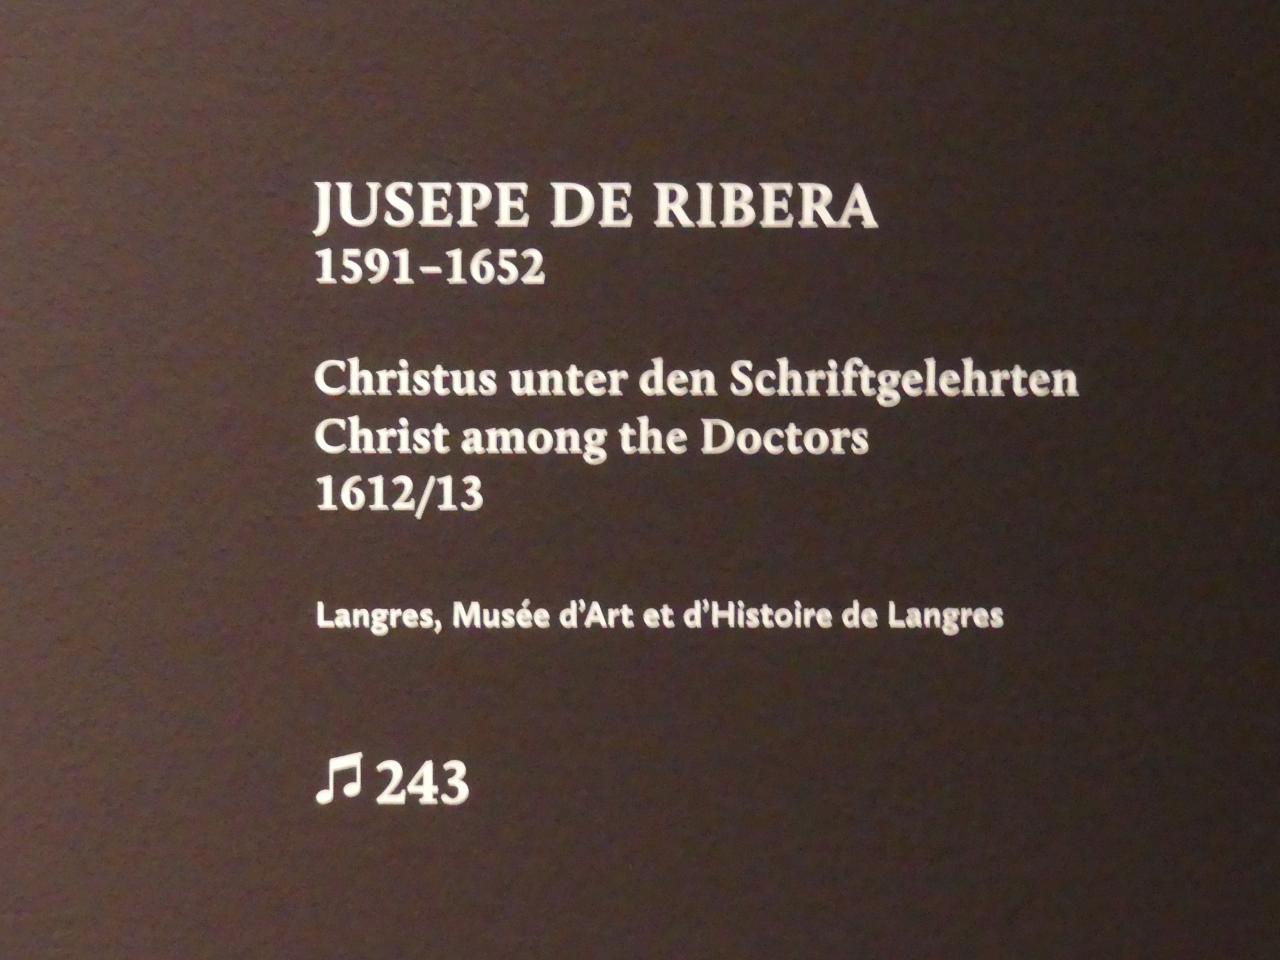 JUSEPE DE RIBERA
1591–1652
Christus unter den Schriftgelehrten
Christ among the Doctors
1612/13
Langres, Musée d’Art et d’Histoire de Langres
♫ 243